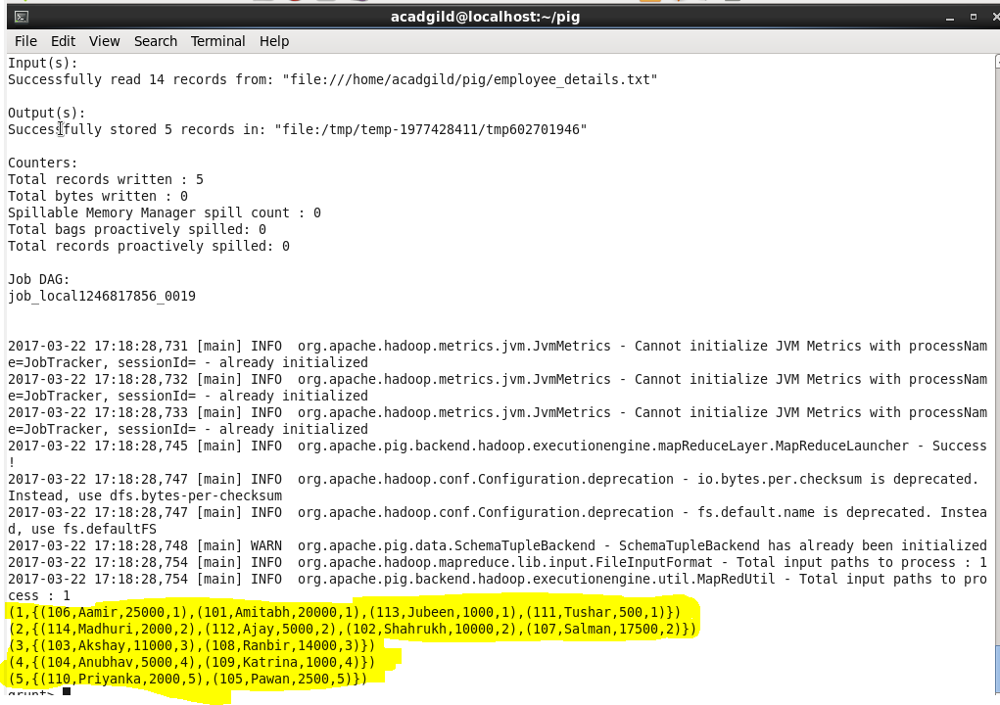 acadgild@localhost:~/pig
File Edit View Search Terminal Help
Input(s):
Successfully read 14 records from: "file:///home/acadgild/pig/employee_details.txt"
Output(s):
Successfully stored 5 records in: "file:/tmp/temp-1977428411/tmp602701946"
Counters:
Total records written : 5
Total bytes written : 0
Spillable Memory Manager spill count : 0
Total bags proactively spilled: 0
Total records proactively spilled: 0
Job DAG:
job_local1246817856_0019
2017-03-22 17:18:28,731 [main] INFO  org.apache.hadoop.metrics.jvm.JvmMetrics - Cannot initialize JVM Metrics with processNam
e=JobTracker, sessionId= - already initialized
2017-03-22 17:18:28,732 [main] INFO  org.apache.hadoop.metrics.jvm.JvmMetrics - Cannot initialize JVM Metrics with processNam
e=JobTracker, sessionId= - already initialized
2017-03-22 17:18:28,733 [main] INFO  org.apache.hadoop.metrics.jvm.JvmMetrics - Cannot initialize JVM Metrics with processNam
e=JobTracker, sessionId= - already initialized
2017-03-22 17:18:28,745 [main] INFO  org.apache.pig.backend.hadoop.executionengine.mapReduceLayer.MapReduceLauncher - Success
!
2017-03-22 17:18:28,747 [main] INFO  org.apache.hadoop.conf.Configuration.deprecation - io.bytes.per.checksum is deprecated.
Instead, use dfs.bytes-per-checksum
2017-03-22 17:18:28,747 [main] INFO  org.apache.hadoop.conf.Configuration.deprecation - fs.default.name is deprecated. Instea
d, use fs.defaultFS
2017-03-22 17:18:28,748 [main] WARN  org.apache.pig.data.SchemaTupleBackend - SchemaTupleBackend has already been initialized
2017-03-22 17:18:28,754 [main] INFO  org.apache.hadoop.mapreduce.lib.input.FileInputFormat - Total input paths to process : 1
2017-03-22 17:18:28,754 [main] INFO  org.apache.pig.backend.hadoop.executionengine.util.MapRedUtil - Total input paths to pro
cess : 1
(1,{(106,Aamir,25000,1),(101,Amitabh,20000,1),(113,Jubeen,1000,1),(111,Tushar,500,1)})
(2,{(114,Madhuri,2000,2),(112,Ajay,5000,2),(102,Shahrukh,10000,2),(107,Salman,17500,2)})
(3,{(103,Akshay,11000,3),(108,Ranbir,14000,3)})
(4,{(104,Anubhav,5000,4),(109,Katrina,1000,4)})
(5,{(110,Priyanka,2000,5),(105,Pawan,2500,5)})
grunt>